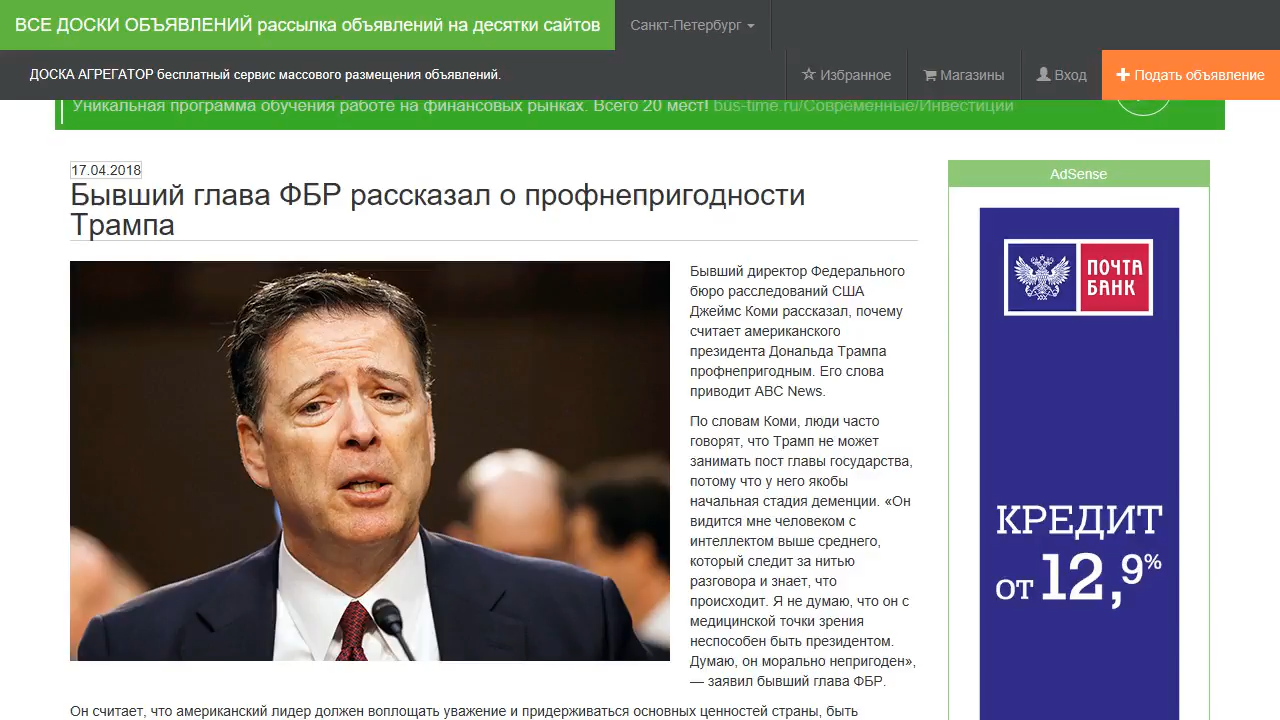 ВСЕ ДОСКИ ОБЪЯВЛЕНИЙ рассылка объявлений на десятки сайтов
Санкт-Петербург
ДОСКА АГРЕГАТОР бесплатный сервис массового размещения объявлений.
Избранное
Магазины
Вход
Подать объявление
Уникальная программа обучения работе на финансовых рынках. Всего 20 мест! bus-time.ru/Современные/Инвестиции
17.04.2018
Бывший глава ФБР рассказал о профнепригодности
Трампа
Бывший директор Федерального
бюро расследований США
Джеймс Коми рассказал, почему
считает американского
президента Дональда Трампа
профнепригодным. Его слова
приводит ABC News.
По словам Коми, люди часто
говорят, что Трамп не может
занимать пост главы государства,
потому что у него якобы
начальная стадия деменции. «Он
видится мне человеком с
интеллектом выше среднего,
который следит за нитью
разговора и знает, что
происходит. Я не думаю, что он с
медицинской точки зрения
неспособен быть президентом.
Думаю, он морально непригоден»,
— заявил бывший глава ФБР.
Он считает, что американский лидер должен воплощать уважение и придерживаться основных ценностей страны, быть
AdSense
ПОЧТА
БАНК
КРЕДИТ
ОТ 12,9%